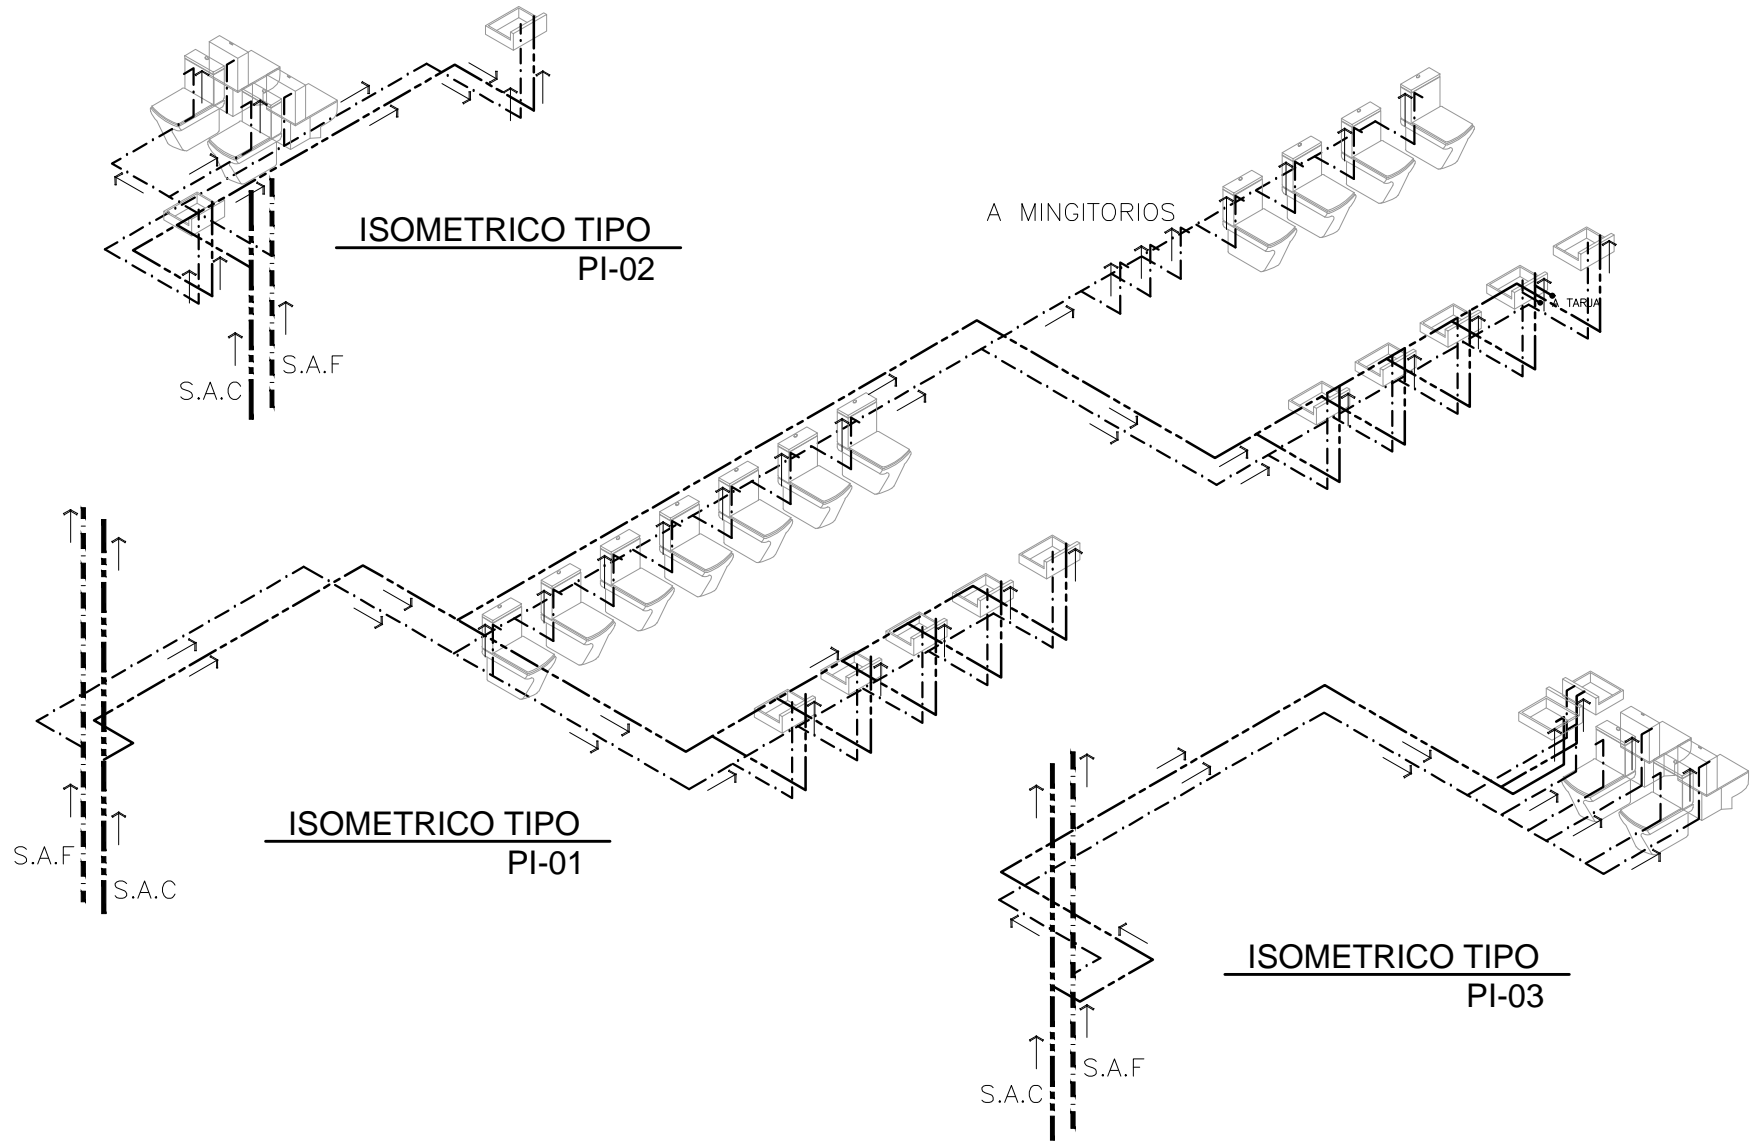 ISOMETRICO TIPO
PI-02
S.A.F
S.A.C
A MINGITORIOS
A TARJA
ISOMETRICO TIPO
PI-01
S.A.F
S.A.C
ISOMETRICO TIPO
PI-03
S.A.F
S.A.C